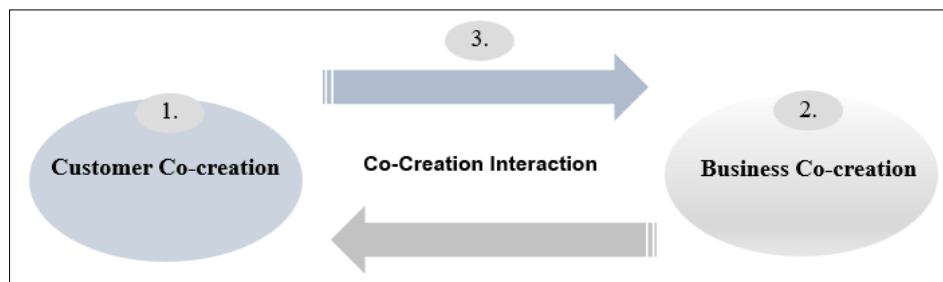 3.
1.
Customer Co-creation
Co-Creation Interaction
2.
Business Co-creation